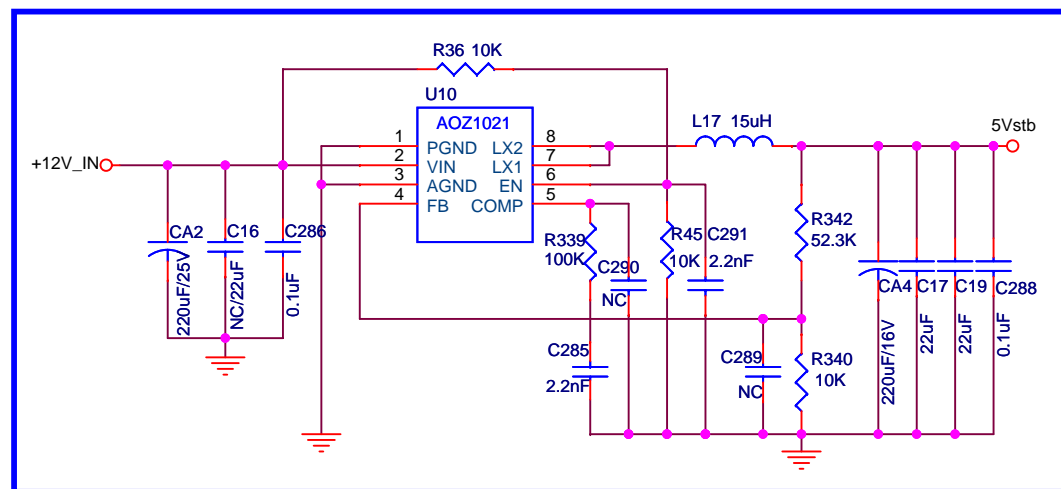 R36 10K
U10
AOZ1021
1 PGND LX2 8
2 VIN LX1 7
3 AGND EN 6
4 FB COMP 5
L17 15uH
5Vstb
+12V_IN
CA2
220uF/25V
C16
NC/22uF
C286
0.1uF
R339
100K
C290
NC
R45
10K
C291
2.2nF
R342
52.3K
CA4
220uF/16V
C17
22uF
C19
22uF
C288
0.1uF
C285
2.2nF
C289
NC
R340
10K